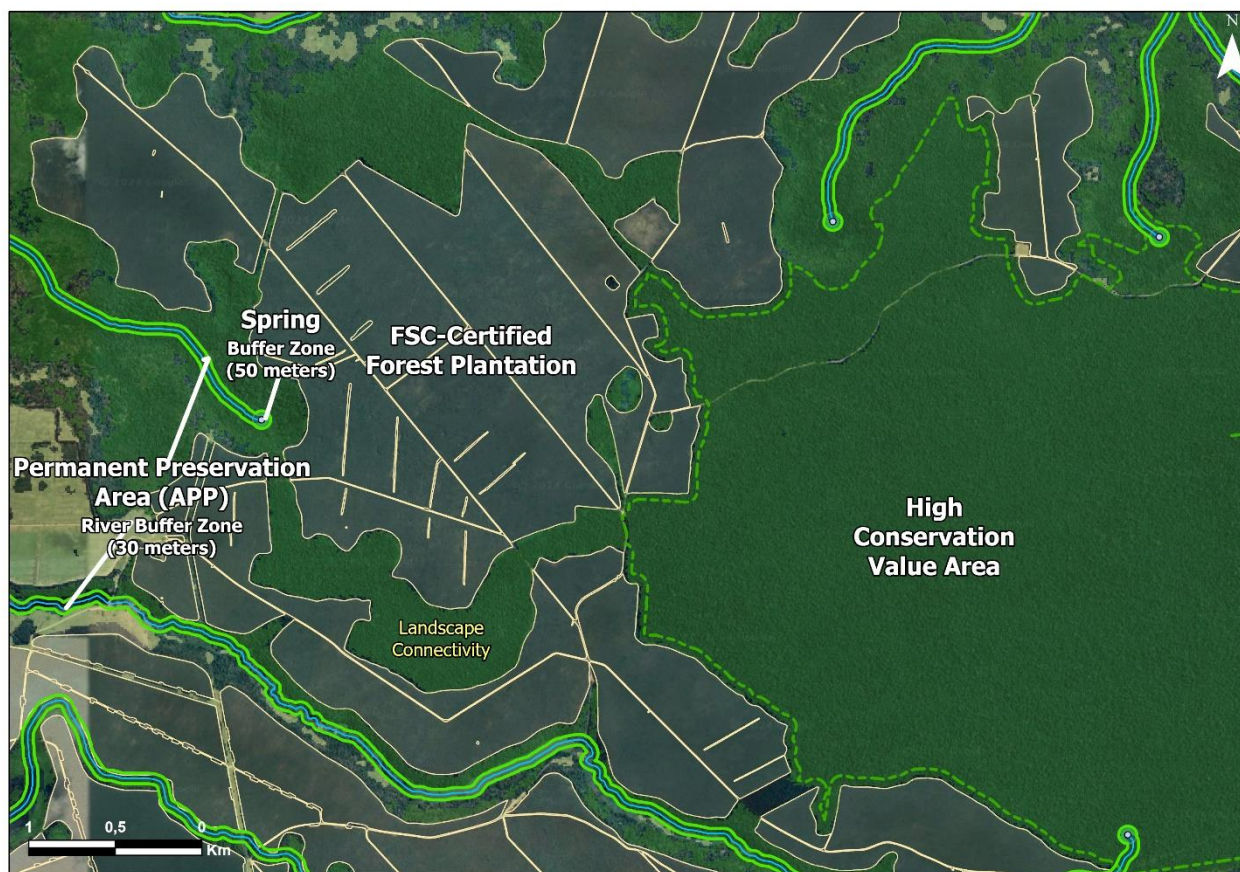 N
Spring
Buffer Zone
(50 meters)
FSC-Certified
Forest Plantation
Permanent Preservation
Area (APP)
River Buffer Zone
(30 meters)
High
Conservation
Value Area
Landscape
Connectivity
1 0,5 0
Km